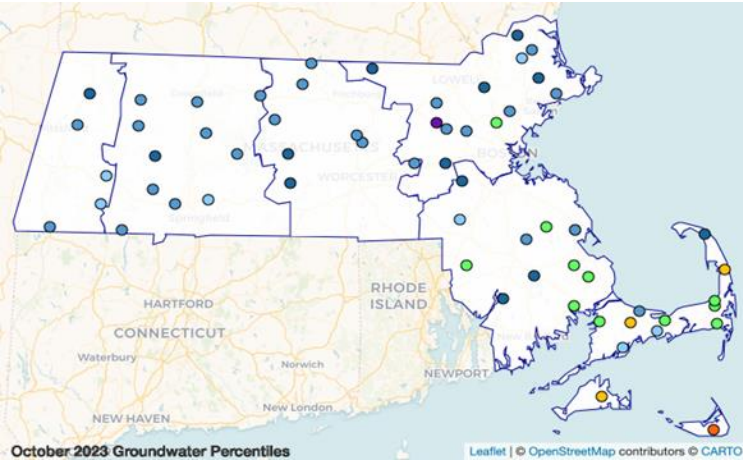 LOWELL
MASSACHUSETTS
BOSTON
WORCESTER
Springfield
HARTFORD
RHODE
ISLAND
CONNECTICUT
Waterbury
Norwich
NEWPORT
New London
NEW HAVEN
October 2023 Groundwater Percentiles
Leaflet | © OpenStreetMap contributors © CARTO